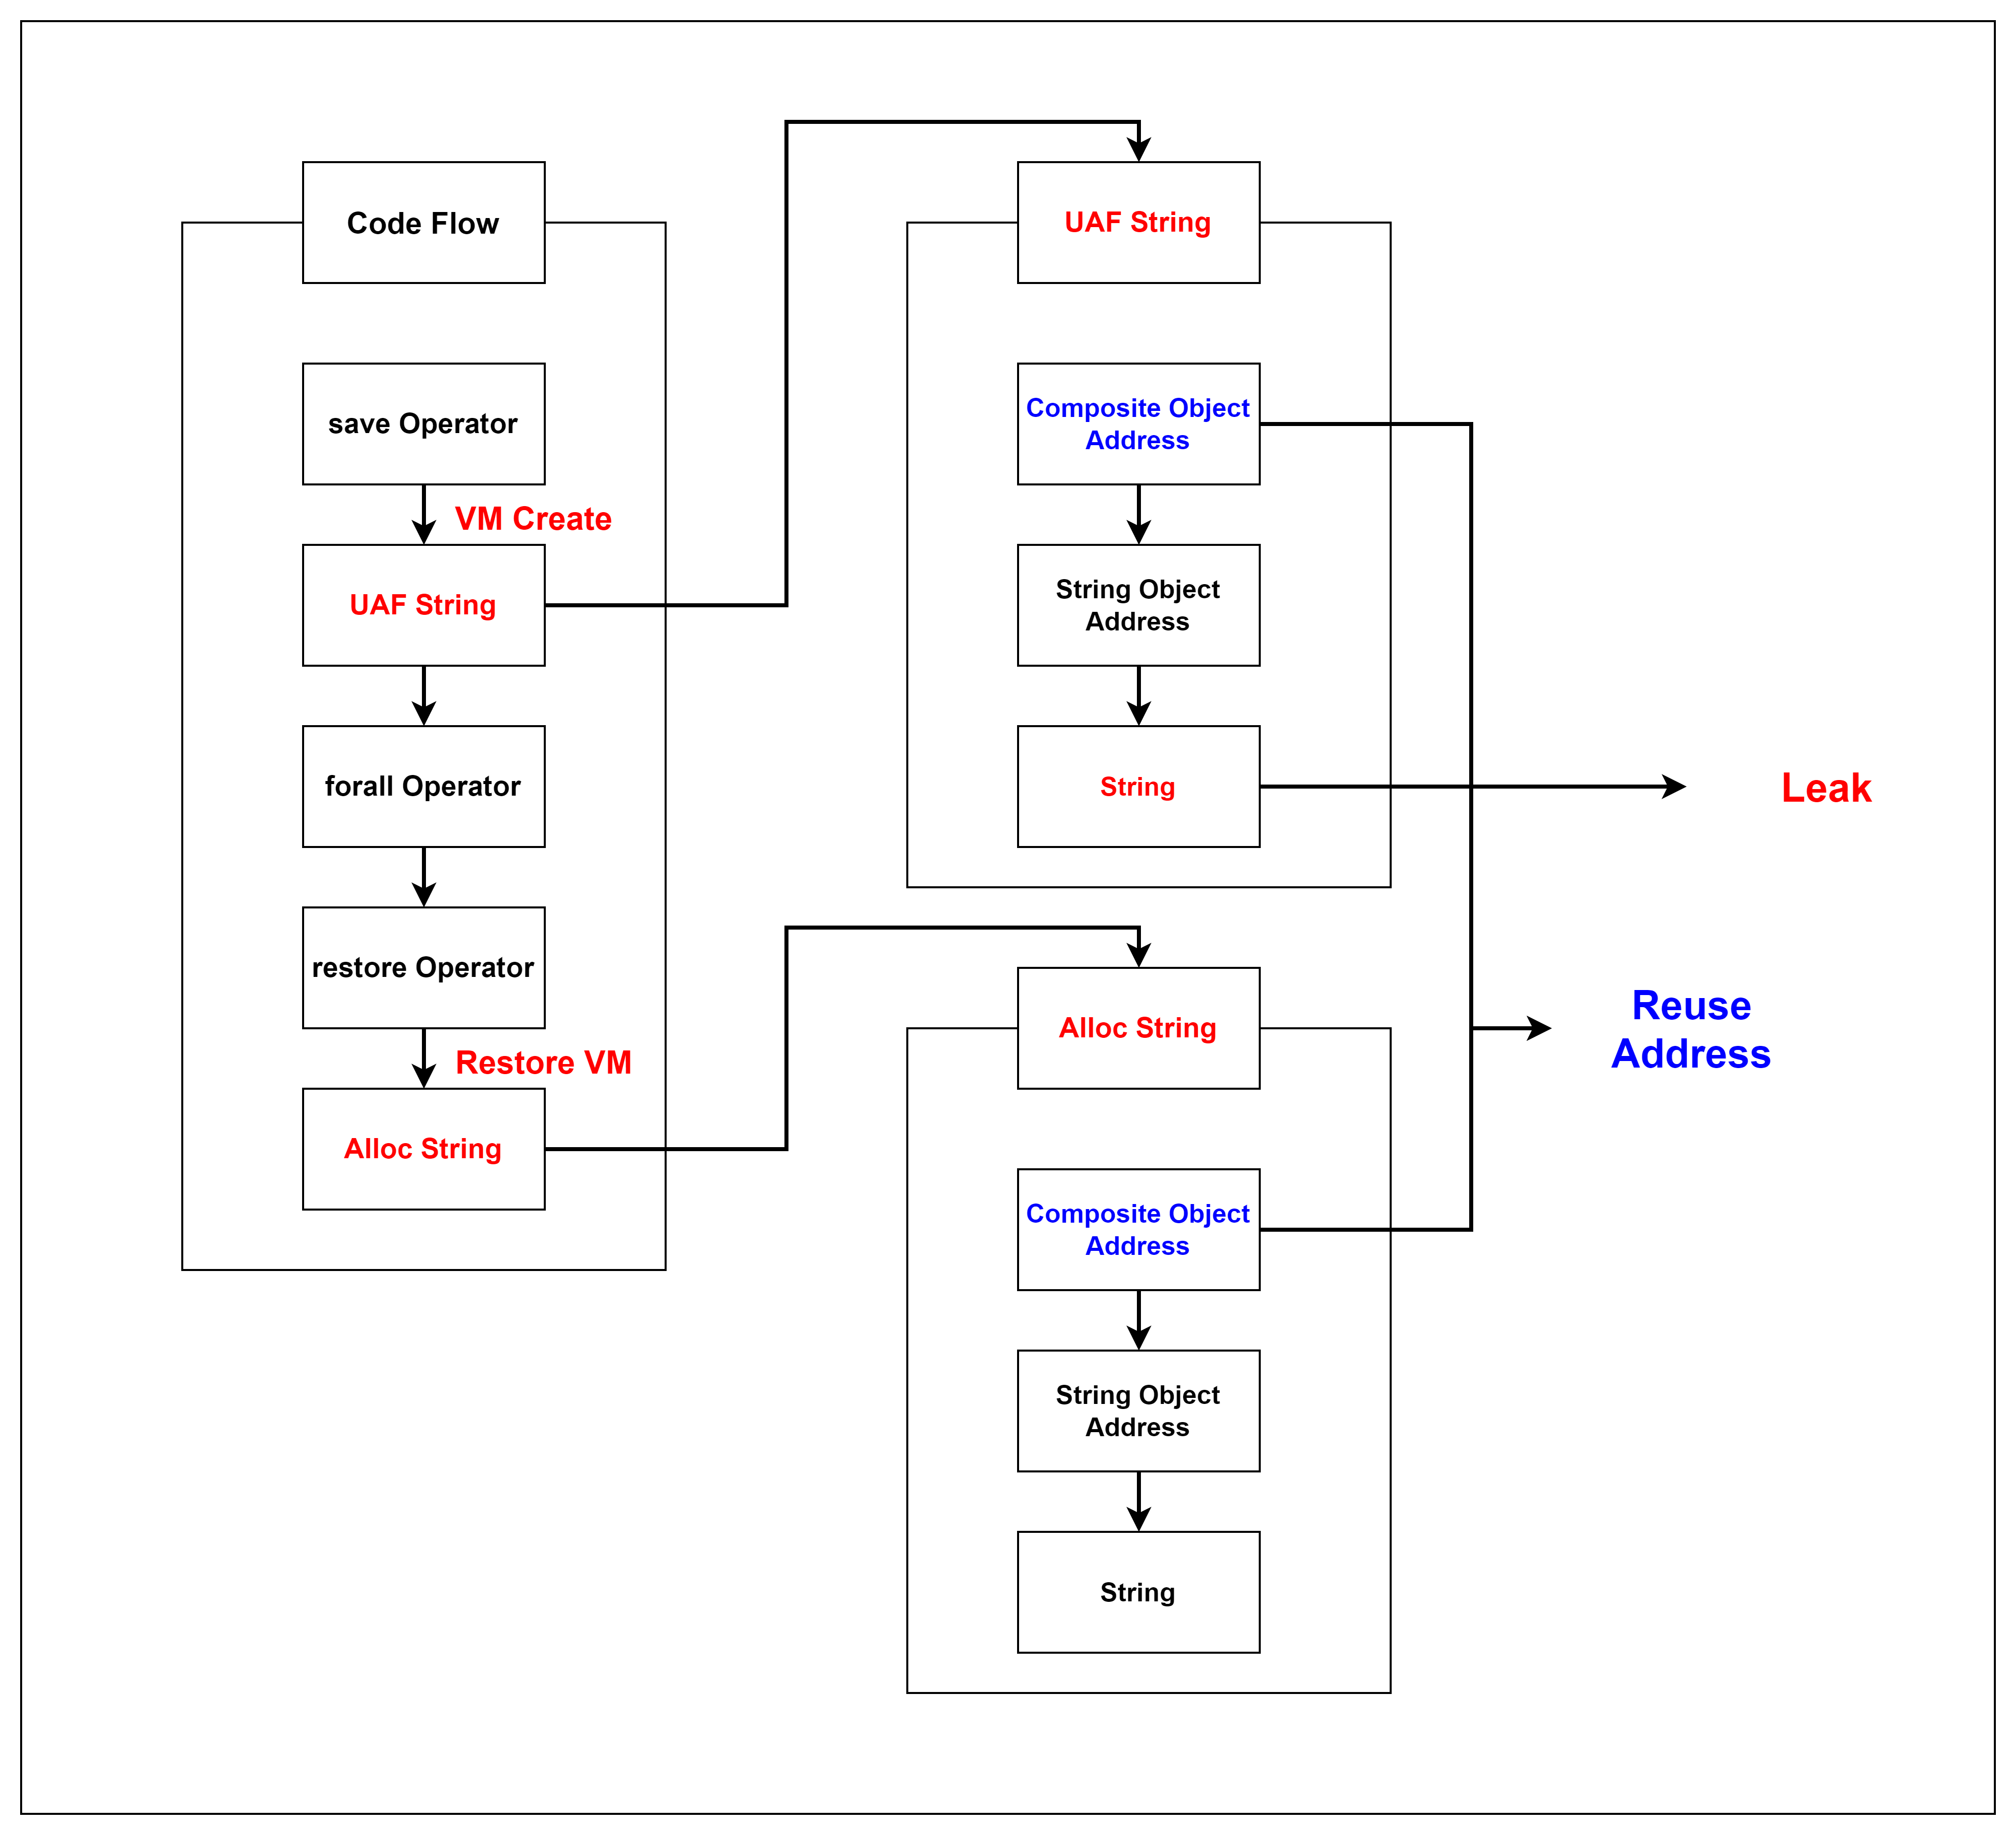 Code Flow
save Operator
VM Create
UAF String
forall Operator
restore Operator
Restore VM
Alloc String
UAF String
Composite Object
Address
String Object
Address
String
Alloc String
Composite Object
Address
String Object
Address
String
Leak
Reuse
Address